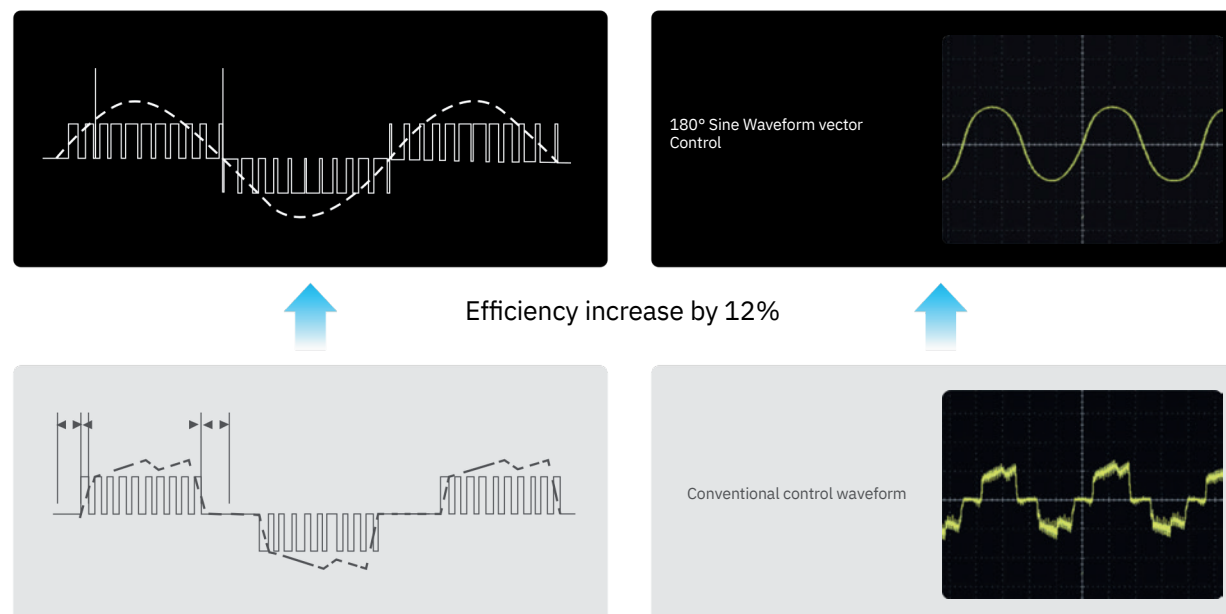 180° Sine Waveform vector
Control
Efficiency increase by 12%
Conventional control waveform